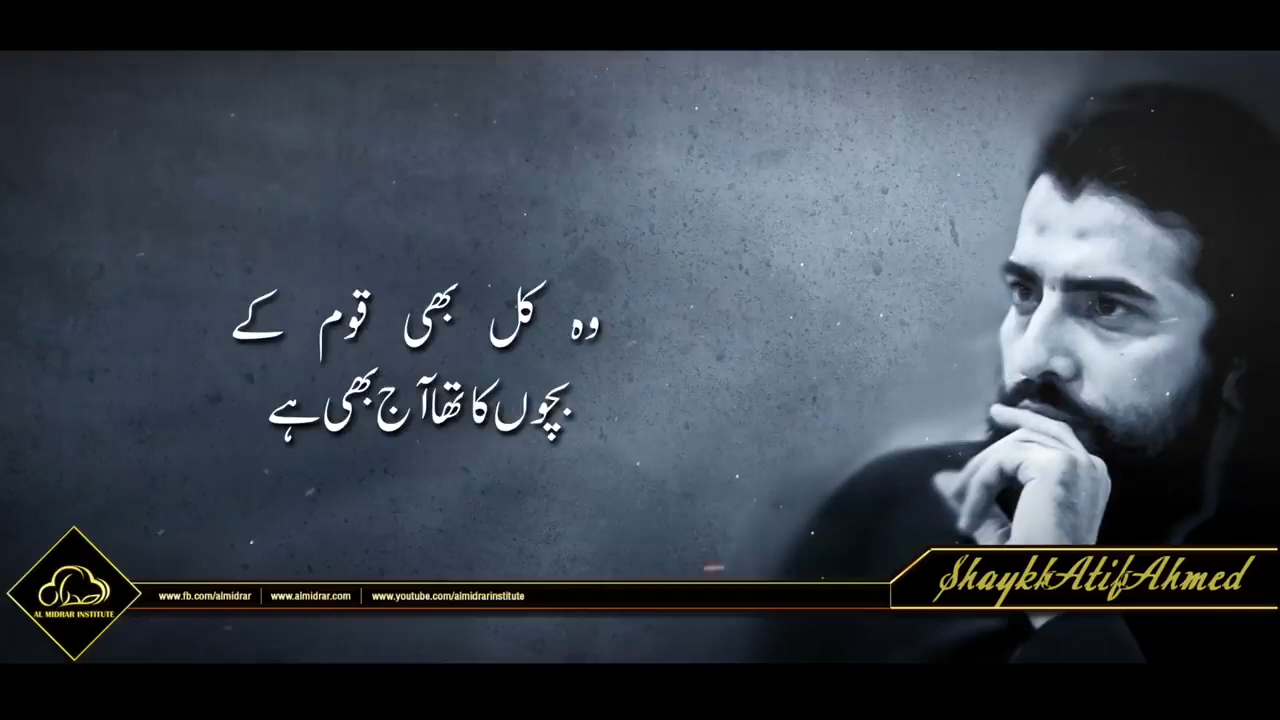 وہ کل بھی قوم کے
بچوں کا تھا آج بھی ہے
ShaykhAtifAhmed
AL MIDRAR INSTITUTE
www.fb.com/almidrar
www.almidrar.com
www.youtube.com/almidrarinstitute